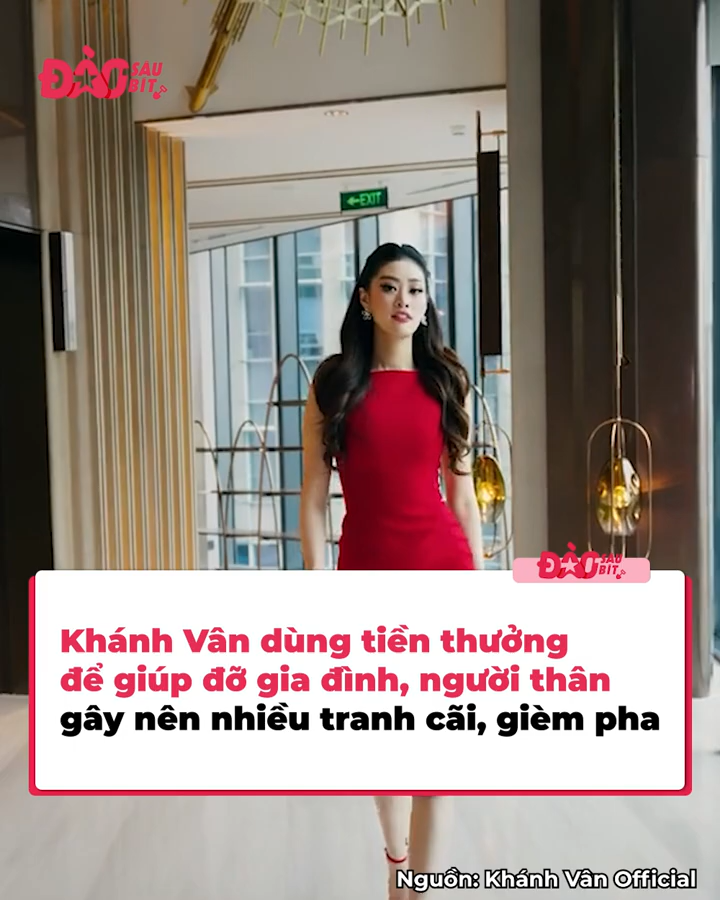 ĐÀO SÂU BÍT
EXIT
ĐÀO SÂU BÍT
Khánh Vân dùng tiền thưởng
để giúp đỡ gia đình, người thân
gây nên nhiều tranh cãi, gièm pha
Nguồn: Khánh Vân Official